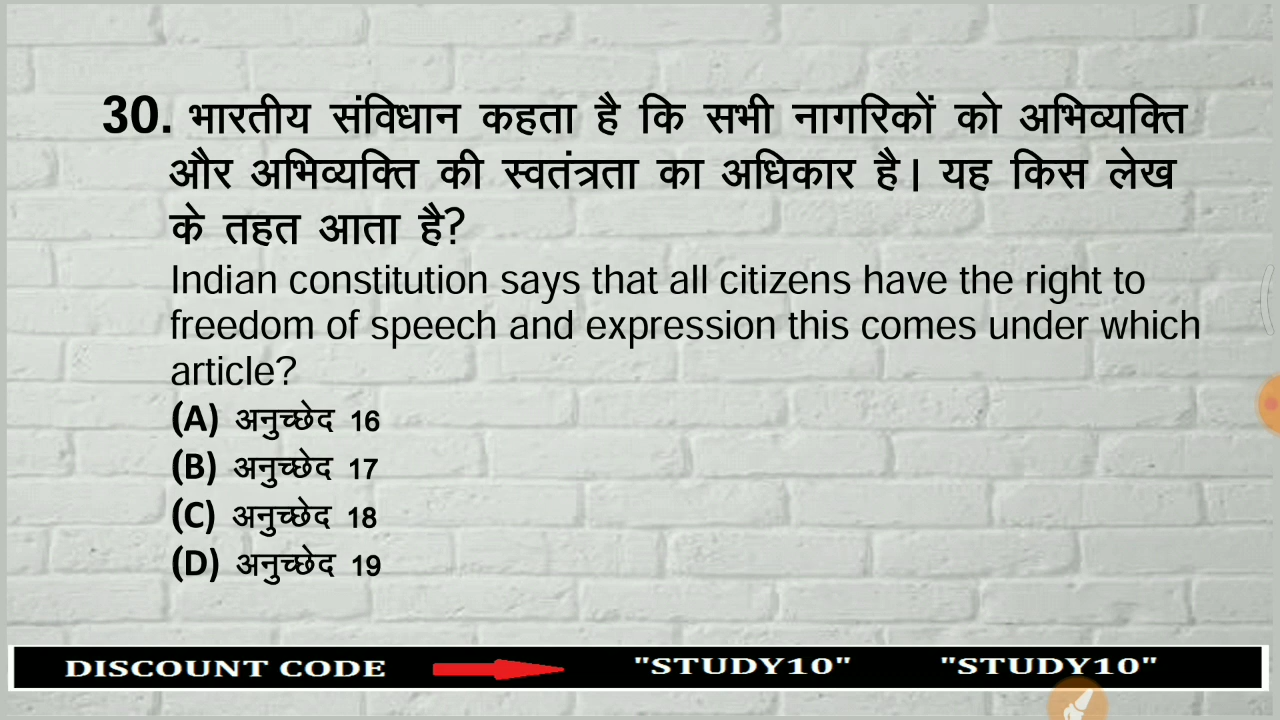 30. भारतीय संविधान कहता है कि सभी नागरिकों को अभिव्यक्ति
और अभिव्यक्ति की स्वतंत्रता का अधिकार है। यह किस लेख
के तहत आता है?
Indian constitution says that all citizens have the right to
freedom of speech and expression this comes under which
article?
(A) अनुच्छेद 16
(B) अनुच्छेद 17
(C) अनुच्छेद 18
(D) अनुच्छेद 19
DISCOUNT CODE "STUDY10" "STUDY10"